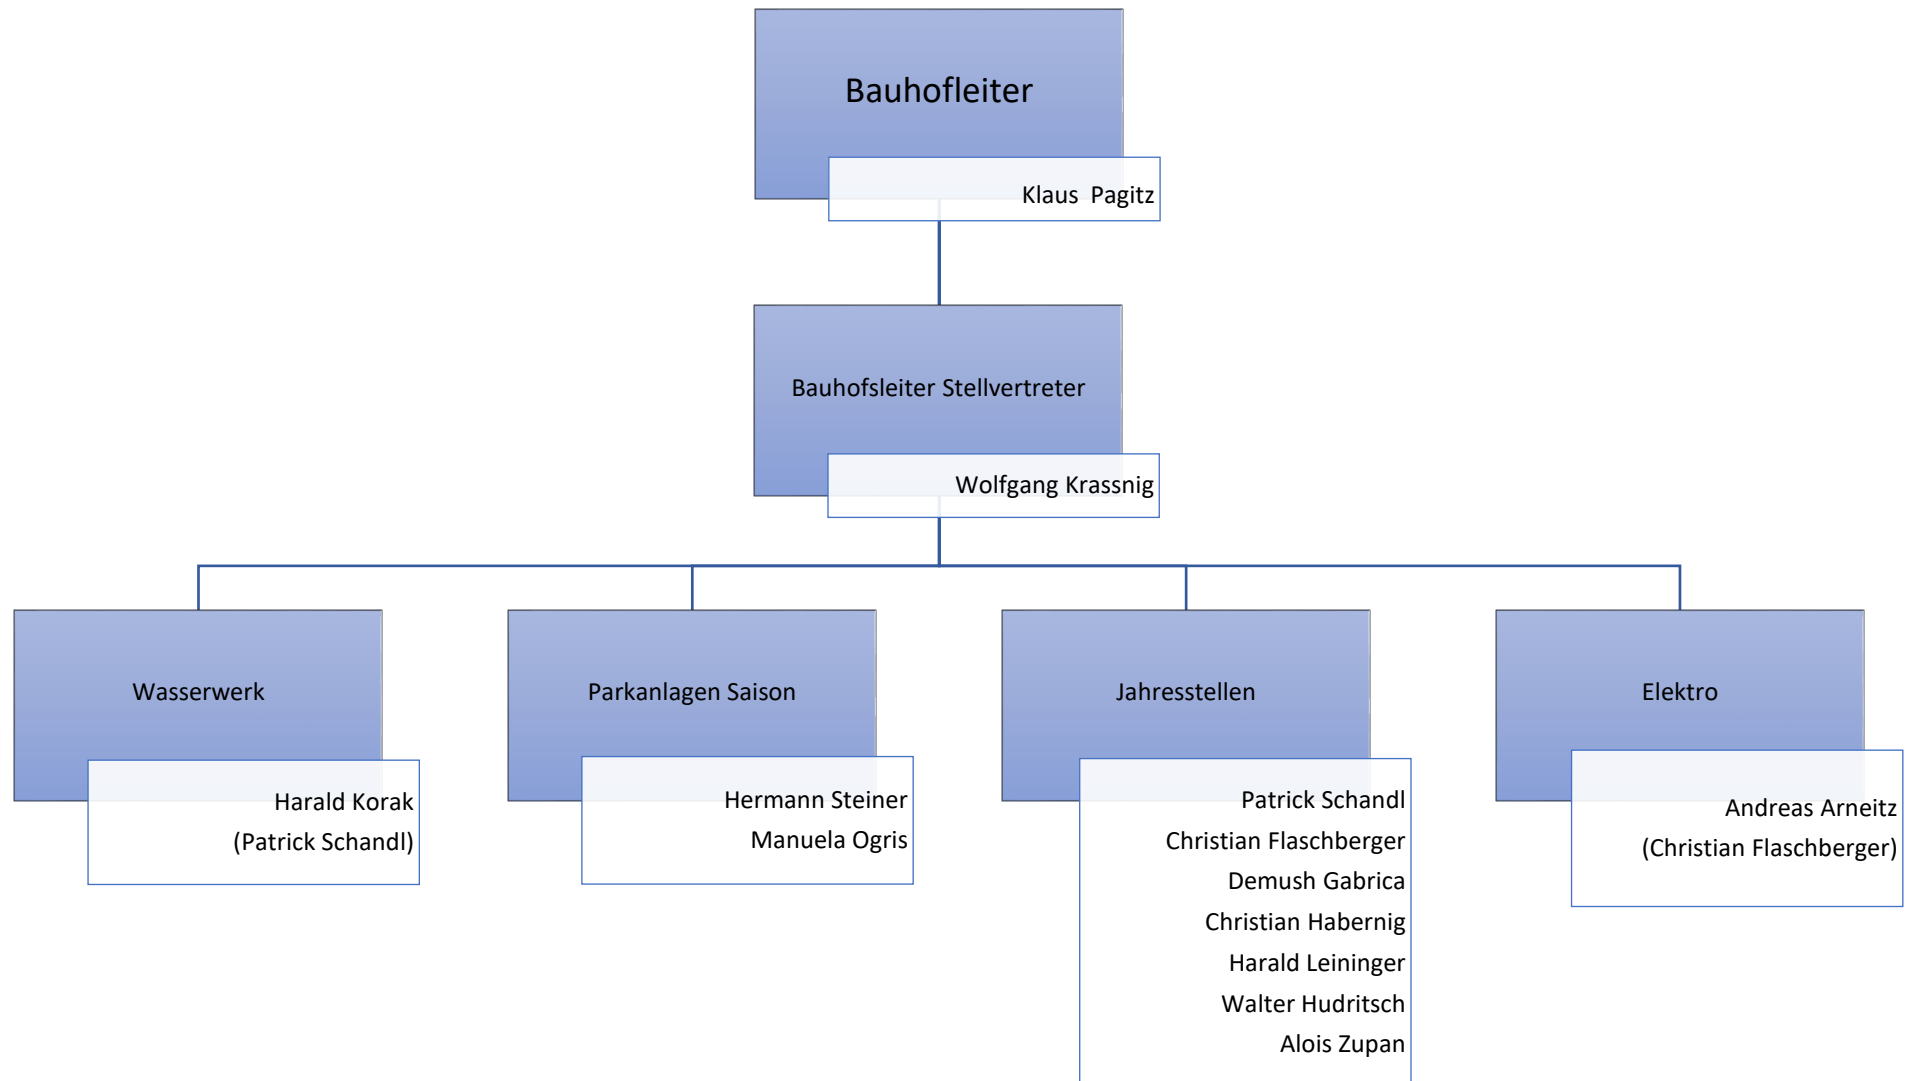 Bauhofleiter
Klaus  Pagitz
Bauhofsleiter Stellvertreter
Wolfgang Krassnig
Wasserwerk
Harald Korak
(Patrick Schandl)
Parkanlagen Saison
Hermann Steiner
Manuela Ogris
Jahresstellen
Patrick Schandl
Christian Flaschberger
Demush Gabrica
Christian Habernig
Harald Leininger
Walter Hudritsch
Alois Zupan
Elektro
Andreas Arneitz
(Christian Flaschberger)